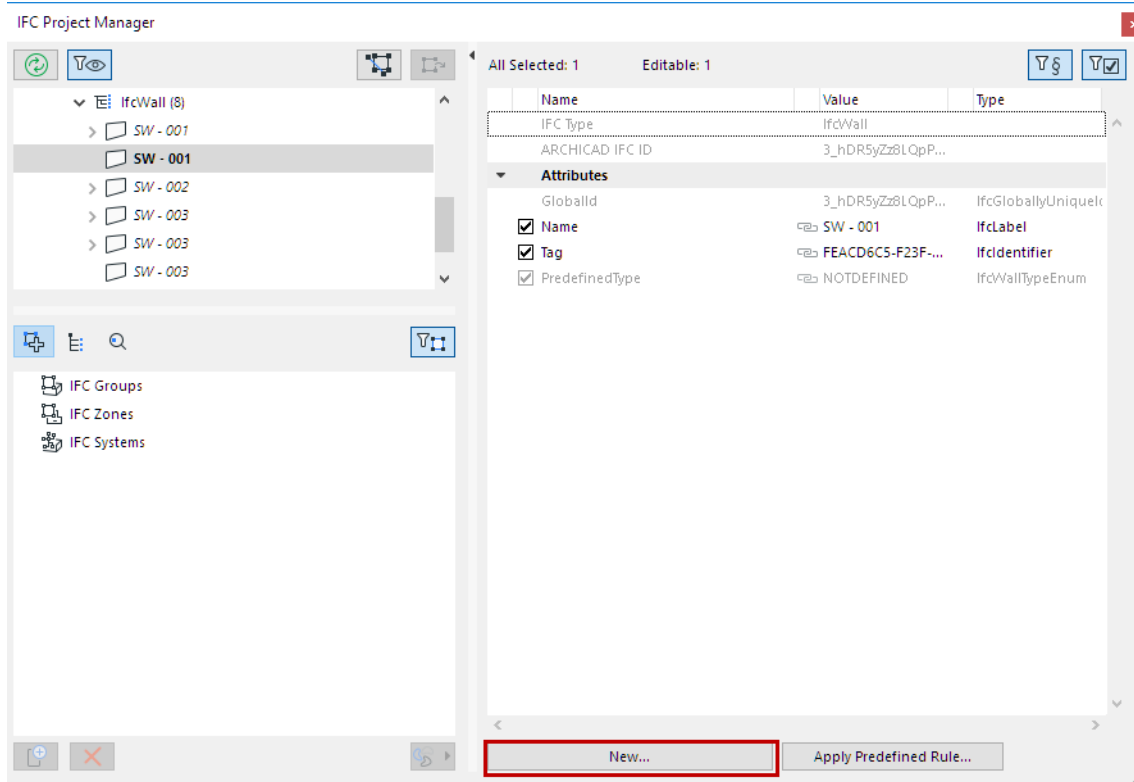 IFC Project Manager
All Selected: 1 Editable: 1
IfcWall (8)
SW - 001
SW - 001
SW - 002
SW - 003
SW - 003
SW - 003
IFC Groups
IFC Zones
IFC Systems
Name Value Type
IFC Type IfcWall
ARCHICAD IFC ID 3_hDR5yZz8LQpP...
Attributes
GlobalId 3_hDR5yZz8LQpP... IfcGloballyUniqueId
Name SW - 001 IfcLabel
Tag FEACD6C5-F23F-... IfcIdentifier
PredefinedType NOTDEFINED IfcWallTypeEnum
New... Apply Predefined Rule...